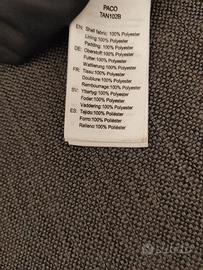 PACO
TAN102B
EN: Shell fabric: 100% Polyester
Lining: 100% Polyester
Padding: 100% Polyester
DE: Oberstoff: 100% Polyester
Futter: 100% Polyester
Wattierung: 100% Polyester
FR: Tissu: 100% Polyester
Doublure: 100% Polyester
Rembourrage: 100% Polyester
SV: Yttertyg: 100% Polyester
Foder: 100% Polyester
Vaddering: 100% Polyester
ES: Tejido: 100% Poliéster
Forro: 100% Poliéster
Relleno: 100% Poliéster